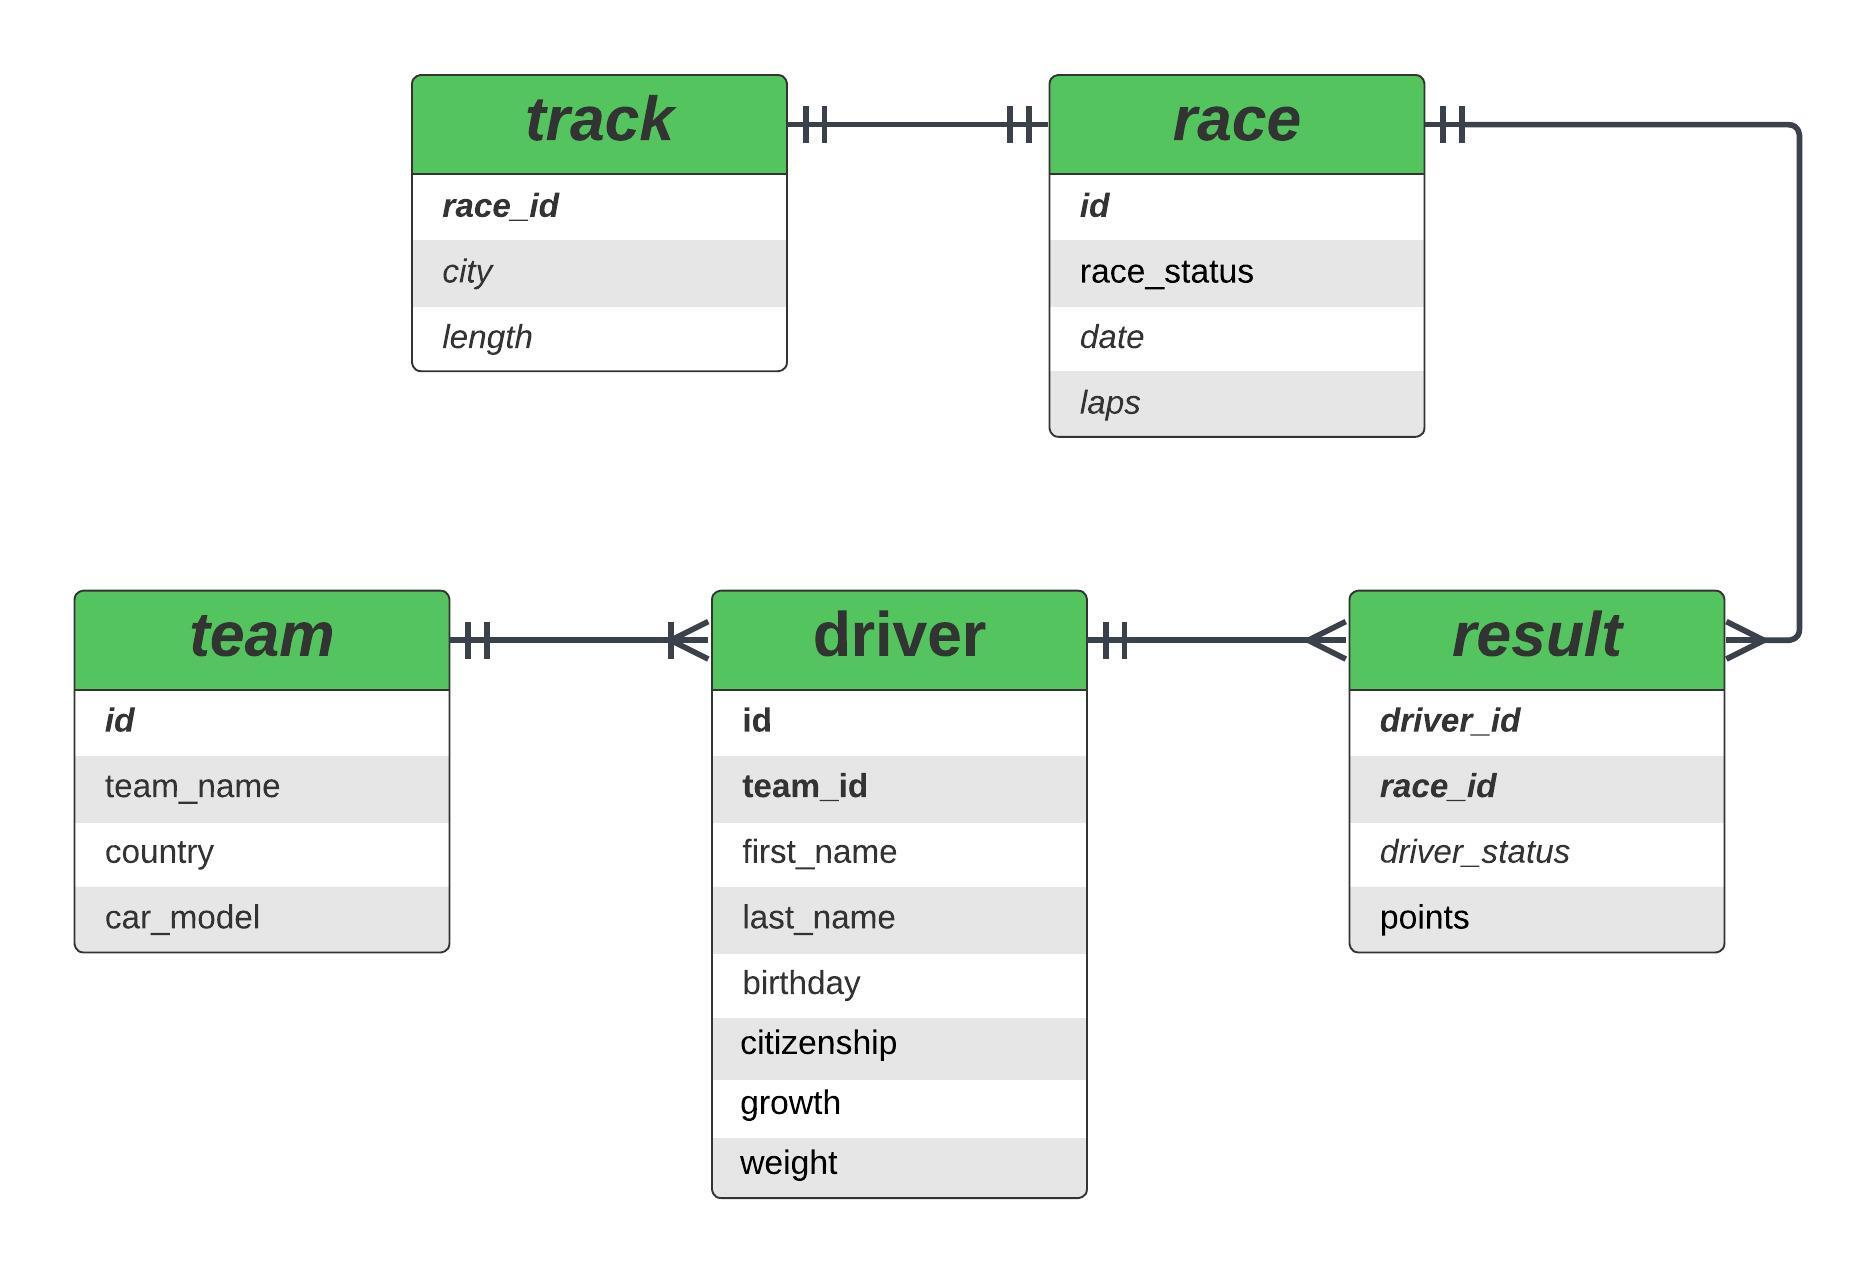 track
race_id
city
length
race
id
race_status
date
laps
team
id
team_name
country
car_model
driver
id
team_id
first_name
last_name
birthday
citizenship
growth
weight
result
driver_id
race_id
driver_status
points